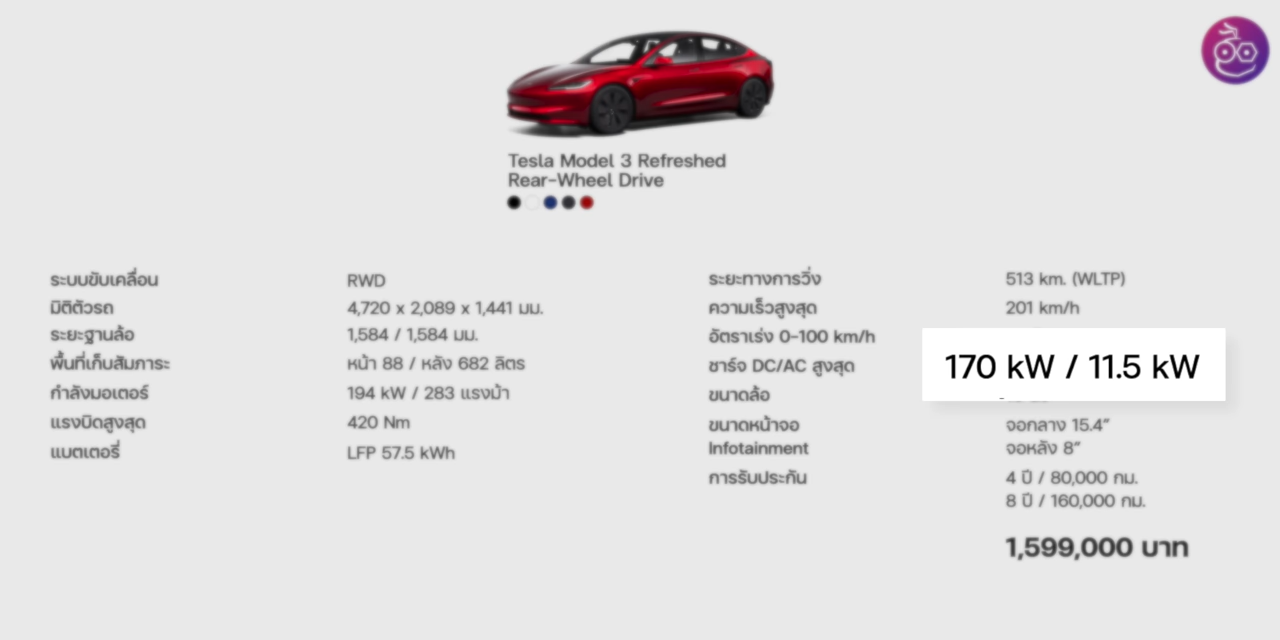 Tesla Model 3 Refreshed
Rear-Wheel Drive
ระบบขับเคลื่อน RWD
มิติตัวรถ 4,720 x 2,089 x 1,441 มม.
ระยะฐานล้อ 1,584 / 1,584 มม.
พื้นที่เก็บสัมภาระ หน้า 88 / หลัง 682 ลิตร
กำลังมอเตอร์ 194 kW / 283 แรงม้า
แรงบิดสูงสุด 420 Nm
แบตเตอรี่ LFP 57.5 kWh
ระยะทางการวิ่ง 513 km. (WLTP)
ความเร็วสูงสุด 201 km/h
อัตราเร่ง 0-100 km/h
ชาร์จ DC/AC สูงสุด 170 kW / 11.5 kW
ขนาดล้อ
ขนาดหน้าจอ จอกลาง 15.4”
Infotainment จอหลัง 8”
การรับประกัน 4 ปี / 80,000 กม.
8 ปี / 160,000 กม.
1,599,000 บาท